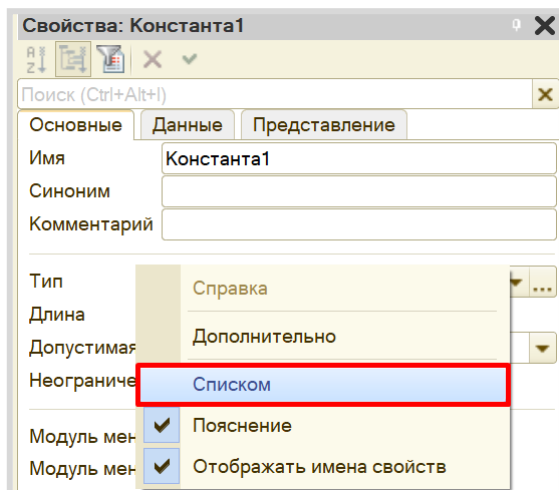 Свойства: Константа1
Поиск (Ctrl+Alt+I)
Основные Данные Представление
Имя Константа1
Синоним
Комментарий
Тип
Справка
Длина
Дополнительно
Допустимая
Неограниче
Списком
Пояснение
Модуль мен
Отображать имена свойств
Модуль мен